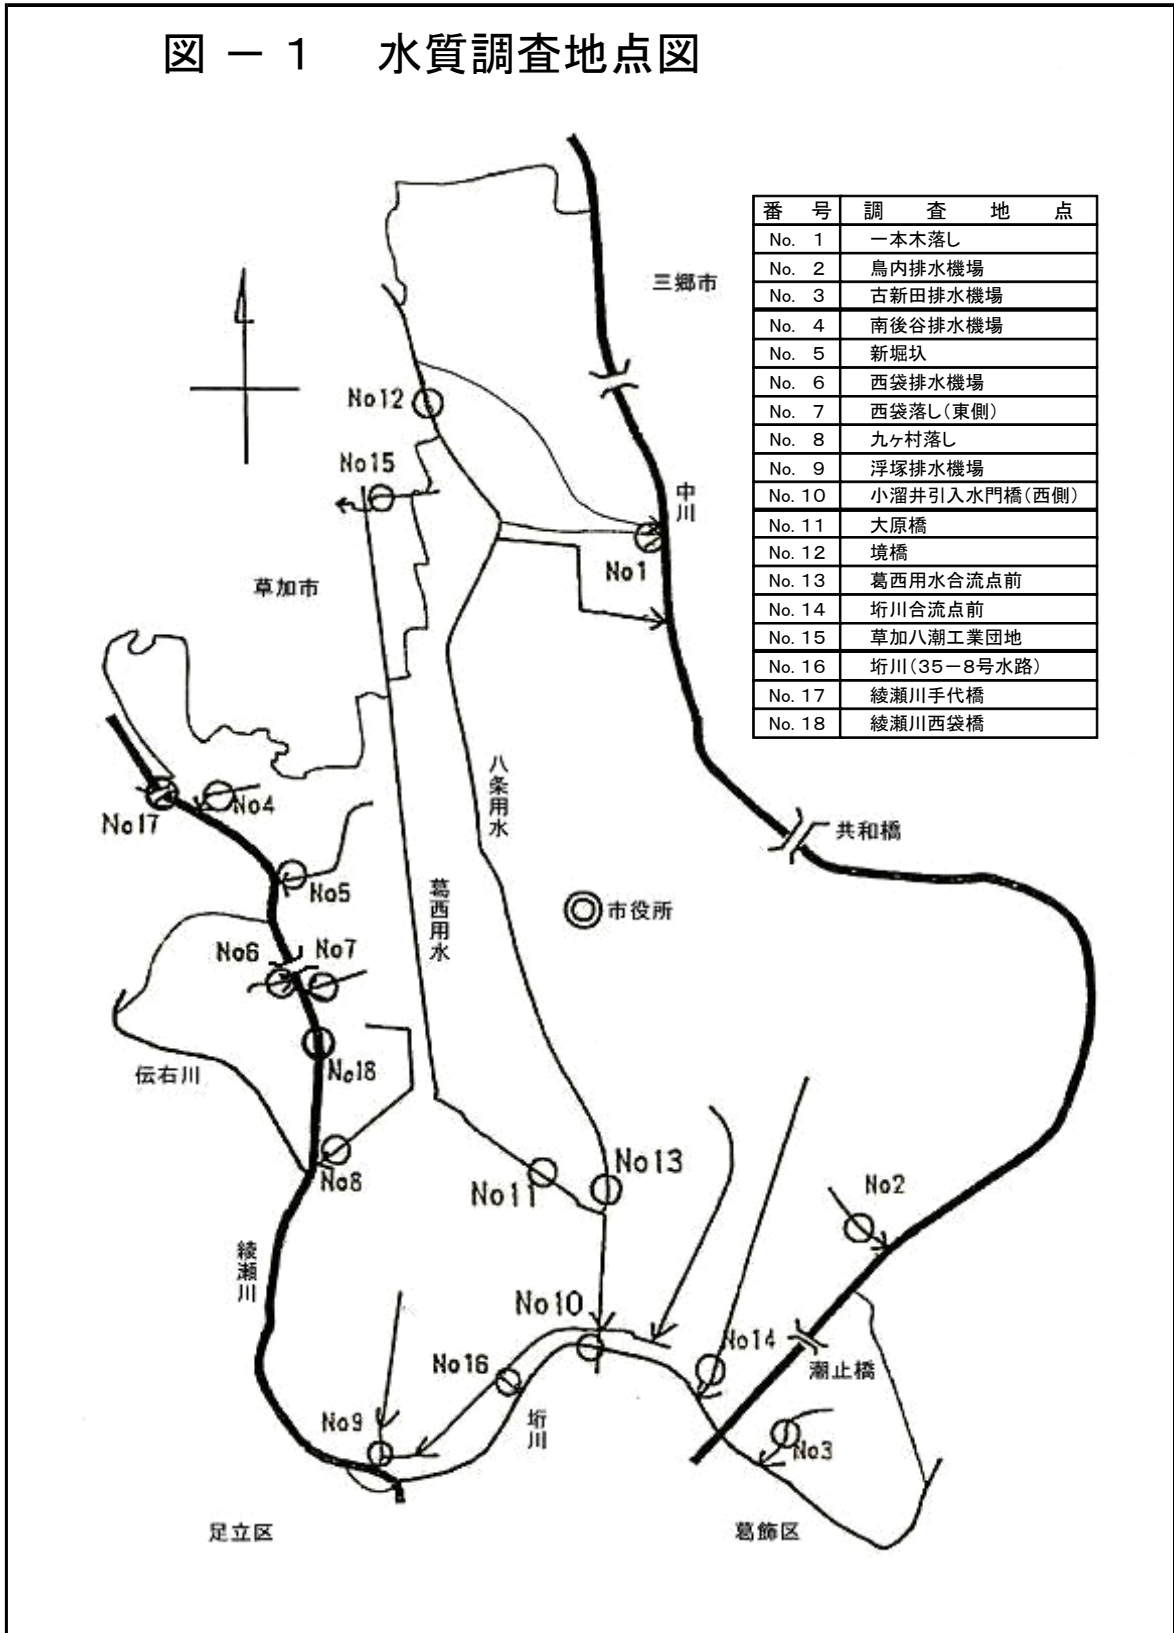 図 － 1 水質調査地点図
番 号 調 査 地 点
No. 1 一本木落し
No. 2 鳥内排水機場
No. 3 古新田排水機場
No. 4 南後谷排水機場
No. 5 新堀圦
No. 6 西袋排水機場
No. 7 西袋落し(東側)
No. 8 九ヶ村落し
No. 9 浮塚排水機場
No. 10 小溜井引入水門橋(西側)
No. 11 大原橋
No. 12 境橋
No. 13 葛西用水合流点前
No. 14 垳川合流点前
No. 15 草加八潮工業団地
No. 16 垳川(35－8号水路)
No. 17 綾瀬川手代橋
No. 18 綾瀬川西袋橋
三郷市
No12
No15
中川
No1
草加市
八条用水
No4
No17
共和橋
No5
葛西用水
市役所
No6
No7
伝右川
No18
No8
No11
No13
No2
綾瀬川
No10
No14
潮止橋
No16
垳川
No9
No3
足立区
葛飾区